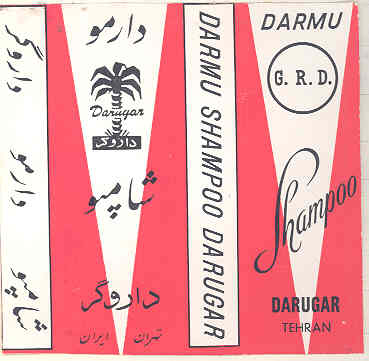 داروگر
دارمو
شامپو
دارمو
Darugar
داروگر
شامپو
داروگر
تهران ایران
DARMU SHAMPOO DARUGAR
DARMU
G. R. D.
Shampoo
DARUGAR
TEHRAN